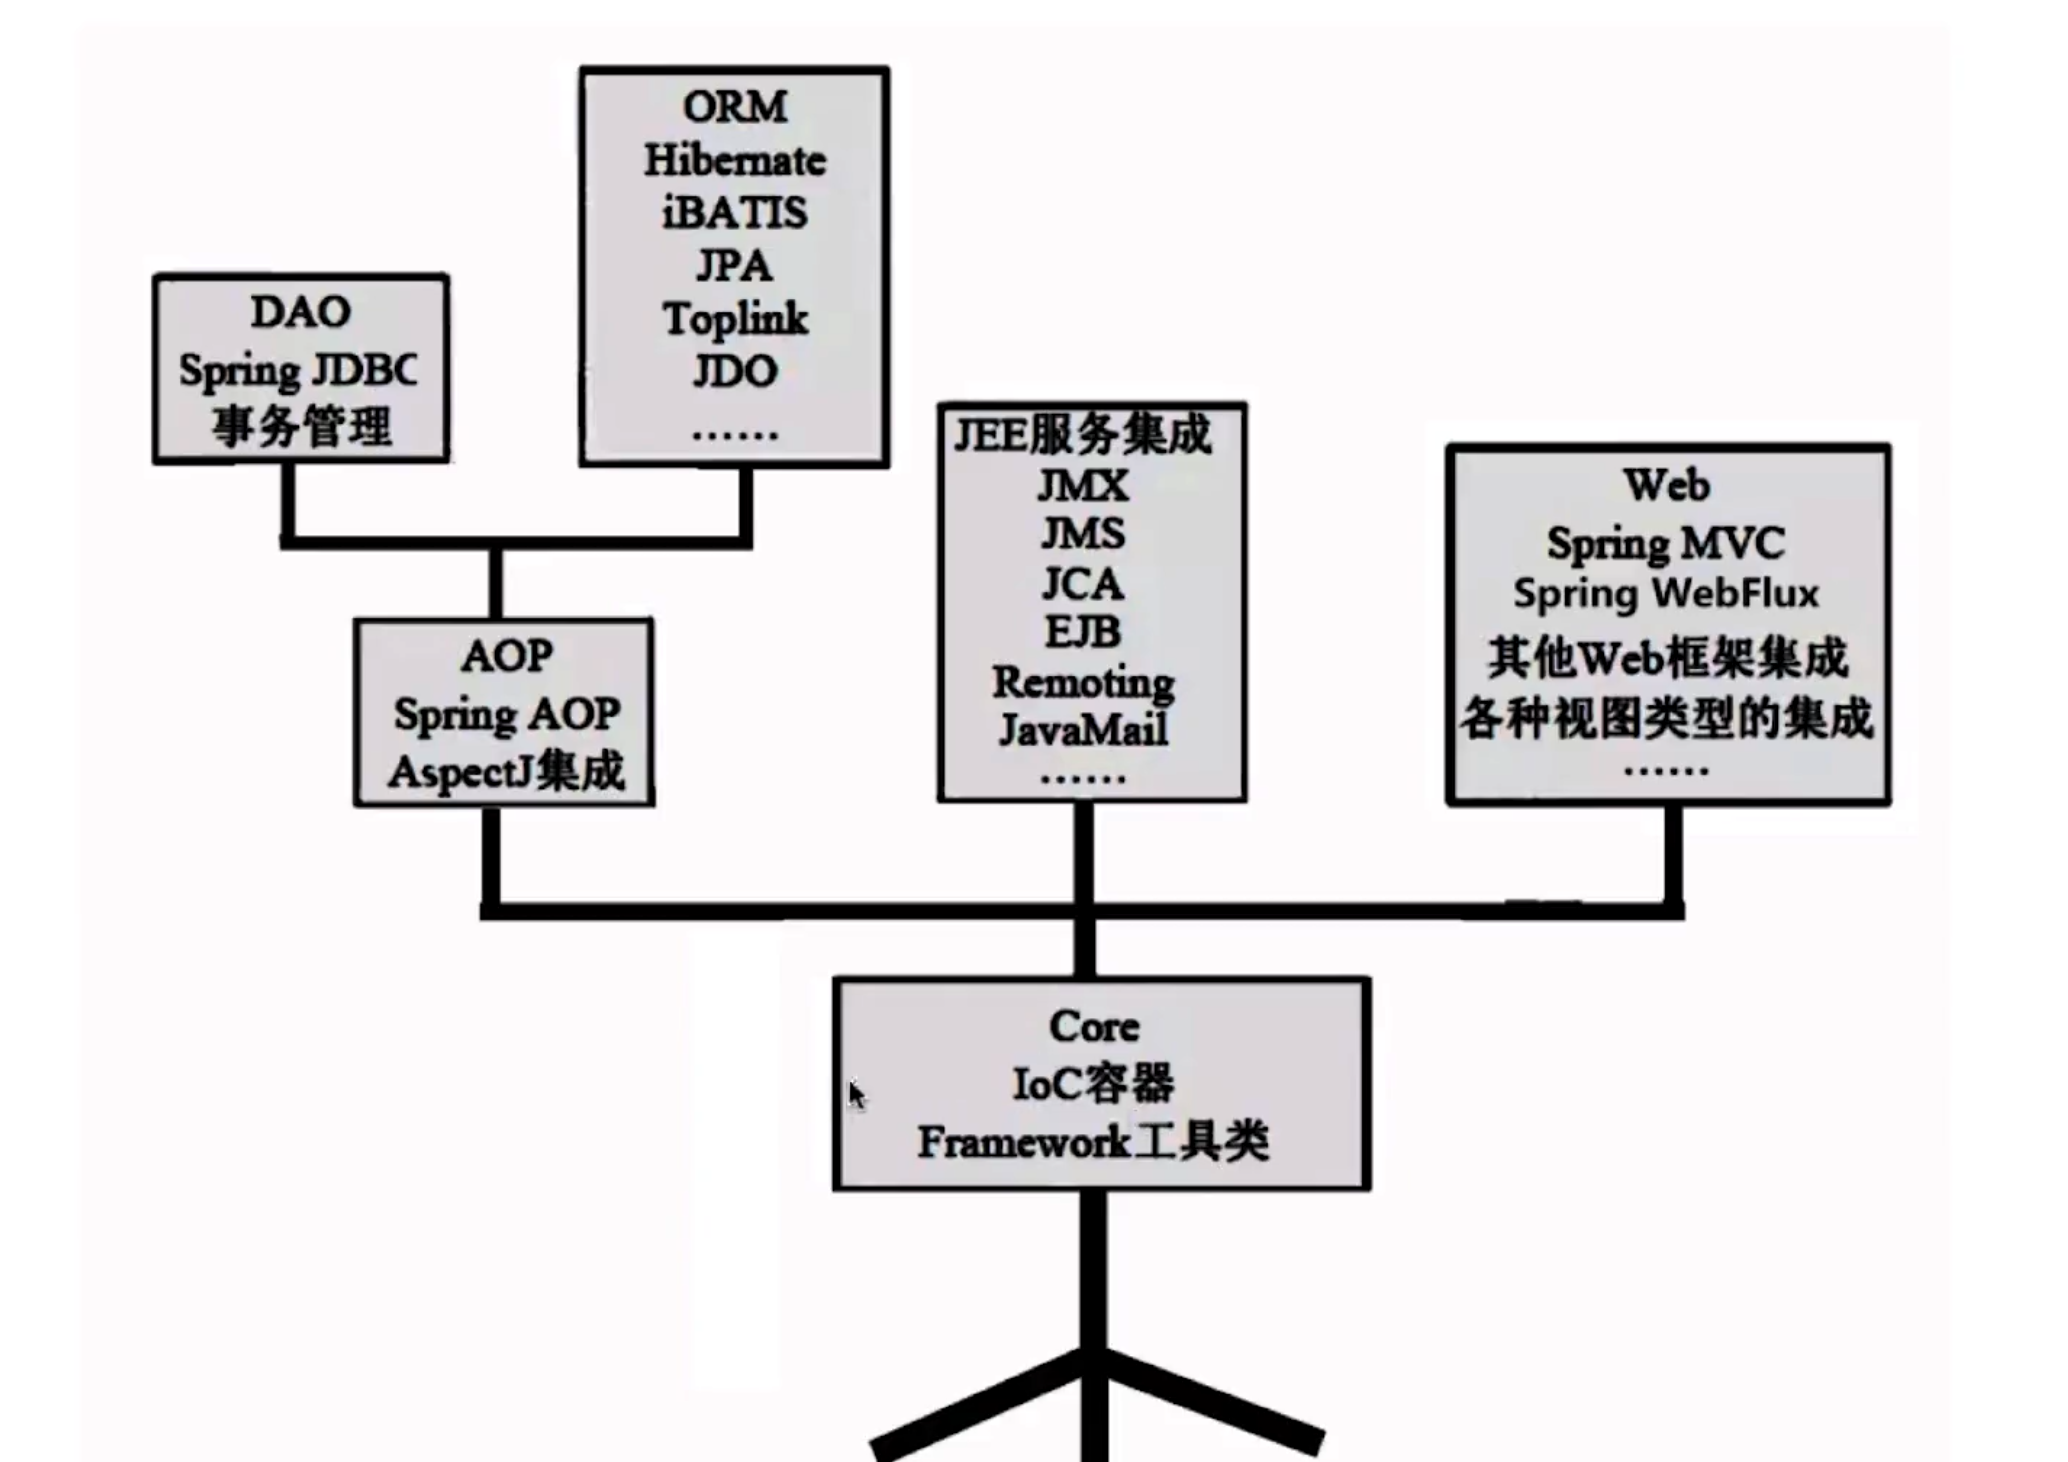 ORM
Hibernate
iBATIS
JPA
Toplink
JDO
......
DAO
Spring JDBC
事务管理
JEE服务集成
JMX
JMS
JCA
EJB
Remoting
JavaMail
......
Web
Spring MVC
Spring WebFlux
其他Web框架集成
各种视图类型的集成
......
AOP
Spring AOP
AspectJ集成
Core
IoC容器
Framework工具类